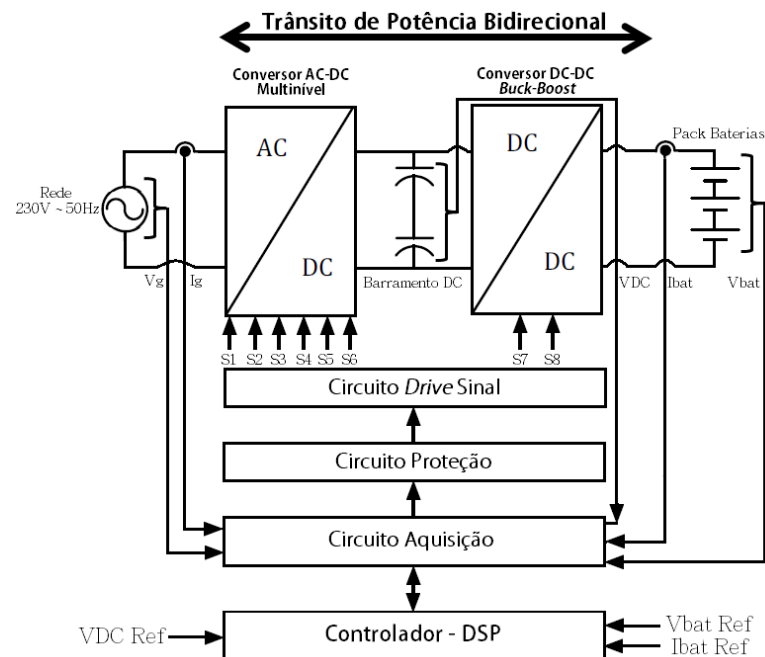 Trânsito de Potência Bidirecional
Conversor AC-DC
Multinível
Conversor DC-DC
Buck-Boost
Pack Baterias
AC
DC
DC
DC
Rede
230V ~ 50Hz
Vg
Ig
Barramento DC
VDC
Ibat
Vbat
S1
S2
S3
S4
S5
S6
S7
S8
Circuito Drive Sinal
Circuito Proteção
Circuito Aquisição
Controlador - DSP
VDC Ref
Vbat Ref
Ibat Ref